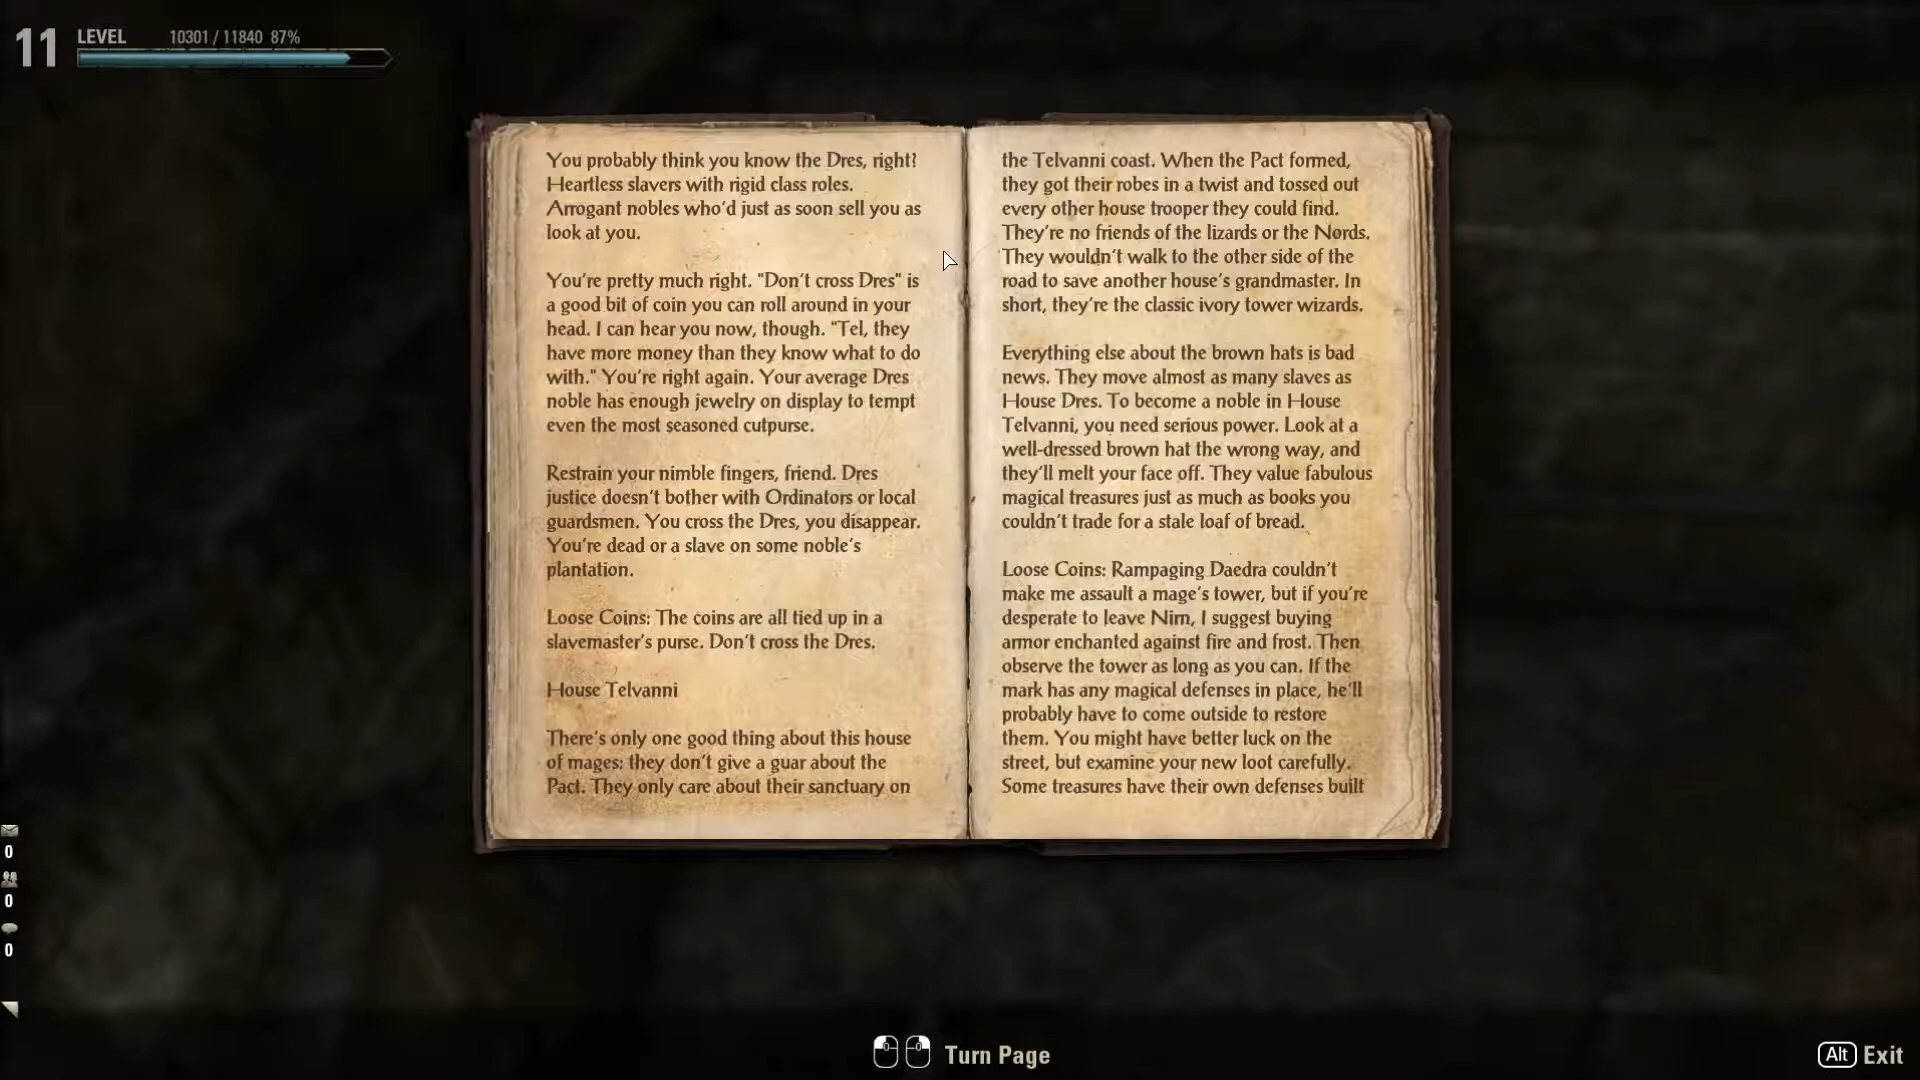 11
LEVEL
10301 / 11840 87%
You probably think you know the Dres, right?
Heartless slavers with rigid class roles.
Arrogant nobles who'd just as soon sell you as
look at you.
You're pretty much right. "Don't cross Dres" is
a good bit of coin you can roll around in your
head. I can hear you now, though. "Tel, they
have more money than they know what to do
with." You're right again. Your average Dres
noble has enough jewelry on display to tempt
even the most seasoned cutpurse.
Restrain your nimble fingers, friend. Dres
justice doesn't bother with Ordinators or local
guardsmen. You cross the Dres, you disappear.
You're dead or a slave on some noble's
plantation.
Loose Coins: The coins are all tied up in a
slavemaster's purse. Don't cross the Dres.
House Telvanni
There's only one good thing about this house
of mages: they don't give a guar about the
Pact. They only care about their sanctuary on
the Telvanni coast. When the Pact formed,
they got their robes in a twist and tossed out
every other house trooper they could find.
They're no friends of the lizards or the Nords.
They wouldn't walk to the other side of the
road to save another house's grandmaster. In
short, they're the classic ivory tower wizards.
Everything else about the brown hats is bad
news. They move almost as many slaves as
House Dres. To become a noble in House
Telvanni, you need serious power. Look at a
well-dressed brown hat the wrong way, and
they'll melt your face off. They value fabulous
magical treasures just as much as books you
couldn't trade for a stale loaf of bread.
Loose Coins: Rampaging Daedra couldn't
make me assault a mage's tower, but if you're
desperate to leave Nirn, I suggest buying
armor enchanted against fire and frost. Then
observe the tower as long as you can. If the
mark has any magical defenses in place, he'll
probably have to come outside to restore
them. You might have better luck on the
street, but examine your new loot carefully.
Some treasures have their own defenses built
0
0
0
Turn Page
Alt Exit